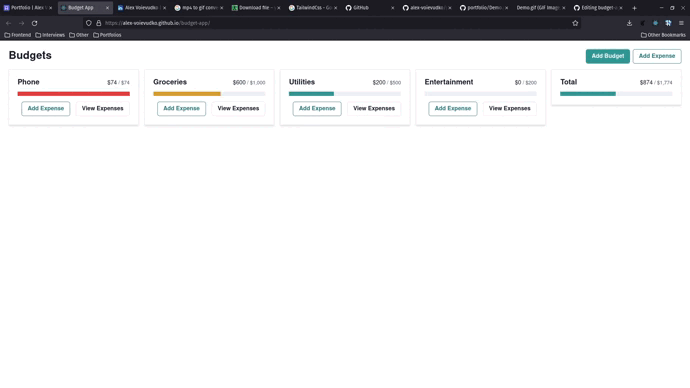 Portfolio | Alex
Budget App
Alex Voievudko |
mp4 to gif conve
Download file -
TailwindCss - Go
GitHub
alex-voievudko/
portfolio/Demo
Demo.gif (GIF Imag
Editing budget-
https://alex-voievudko.github.io/budget-app/
Frontend
Interviews
Other
Portfolios
Other Bookmarks
Budgets
Add Budget
Add Expense
Phone
$74 / $74
Add Expense
View Expenses
Groceries
$600 / $1,000
Add Expense
View Expenses
Utilities
$200 / $500
Add Expense
View Expenses
Entertainment
$0 / $200
Add Expense
View Expenses
Total
$874 / $1,774